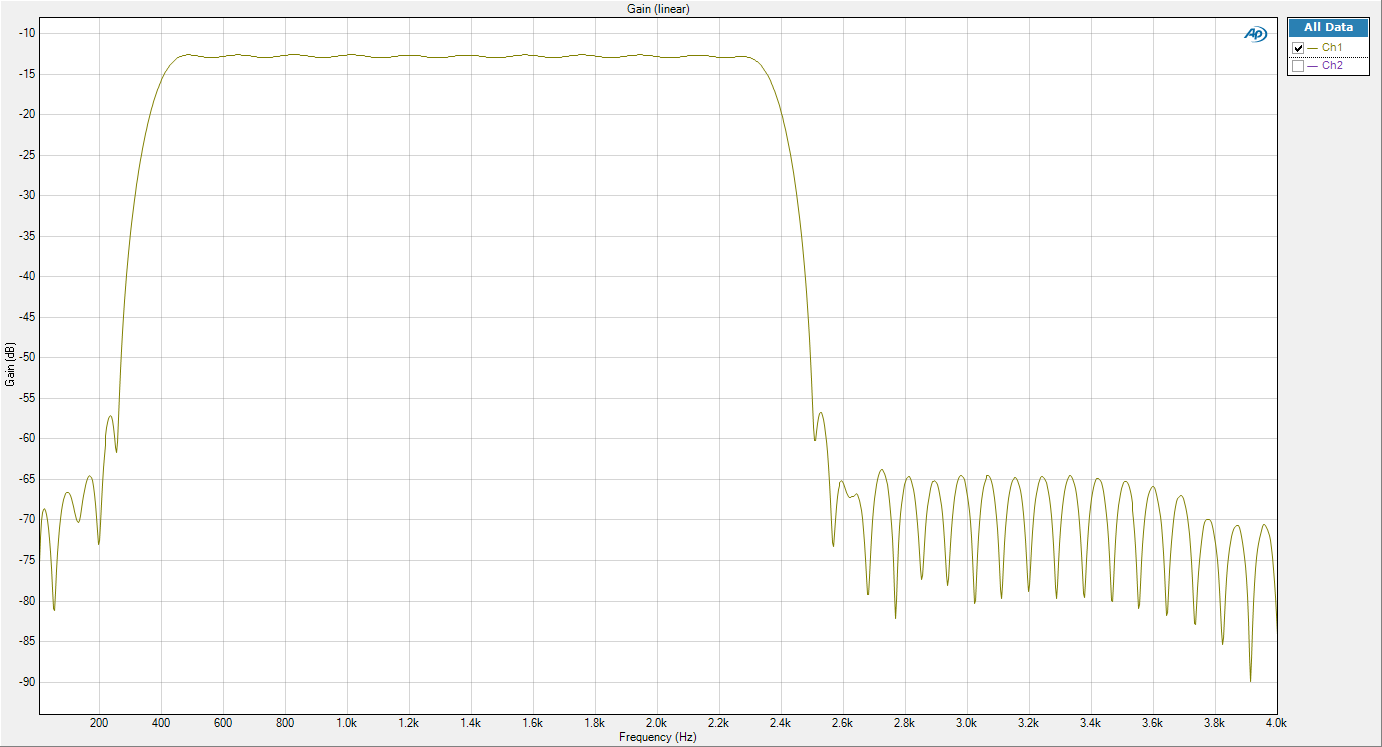 Gain (linear)
AP
All Data
Ch1
Ch2
Gain (dB)
-10
-15
-20
-25
-30
-35
-40
-45
-50
-55
-60
-65
-70
-75
-80
-85
-90
200 400 600 800 1.0k 1.2k 1.4k 1.6k 1.8k 2.0k 2.2k 2.4k 2.6k 2.8k 3.0k 3.2k 3.4k 3.6k 3.8k 4.0k
Frequency (Hz)